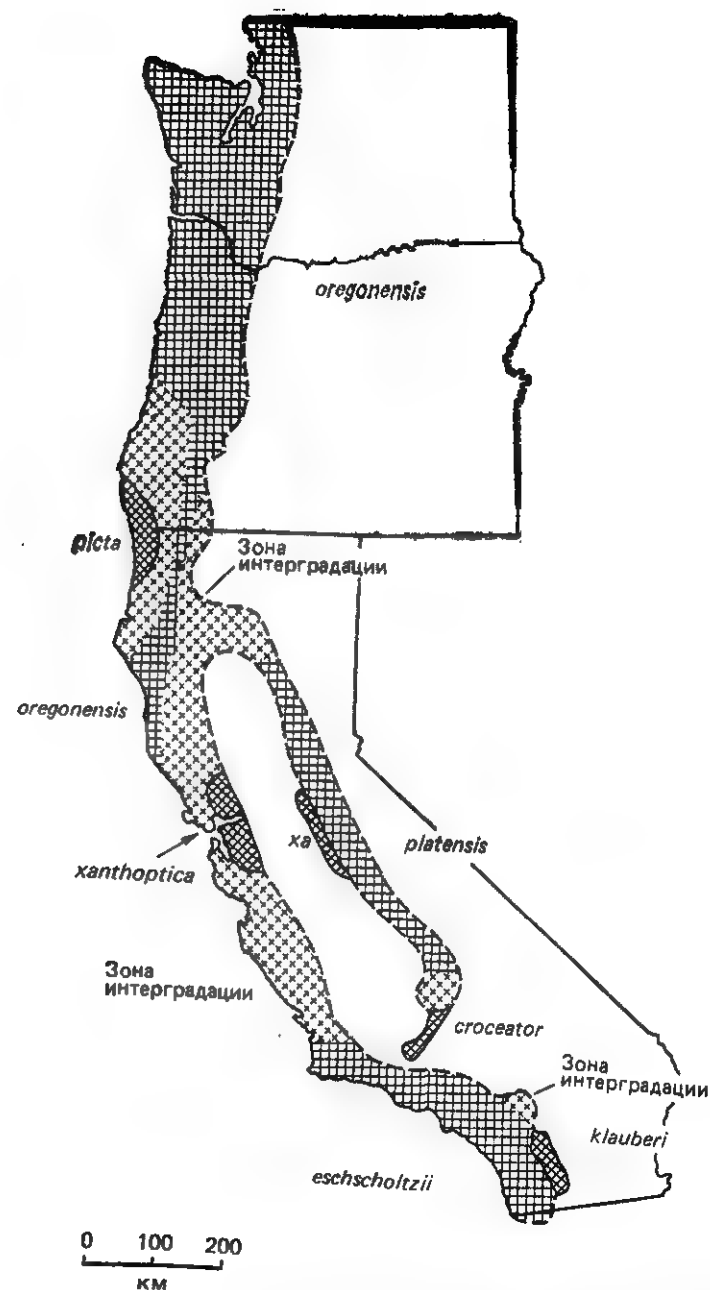 oregonensis
picta
Зона
интерградации
oregonensis
xa
platensis
xanthoptica
Зона
интерградации
croceator
Зона
интерградации
klauberi
eschscholtzii
0 100 200
км